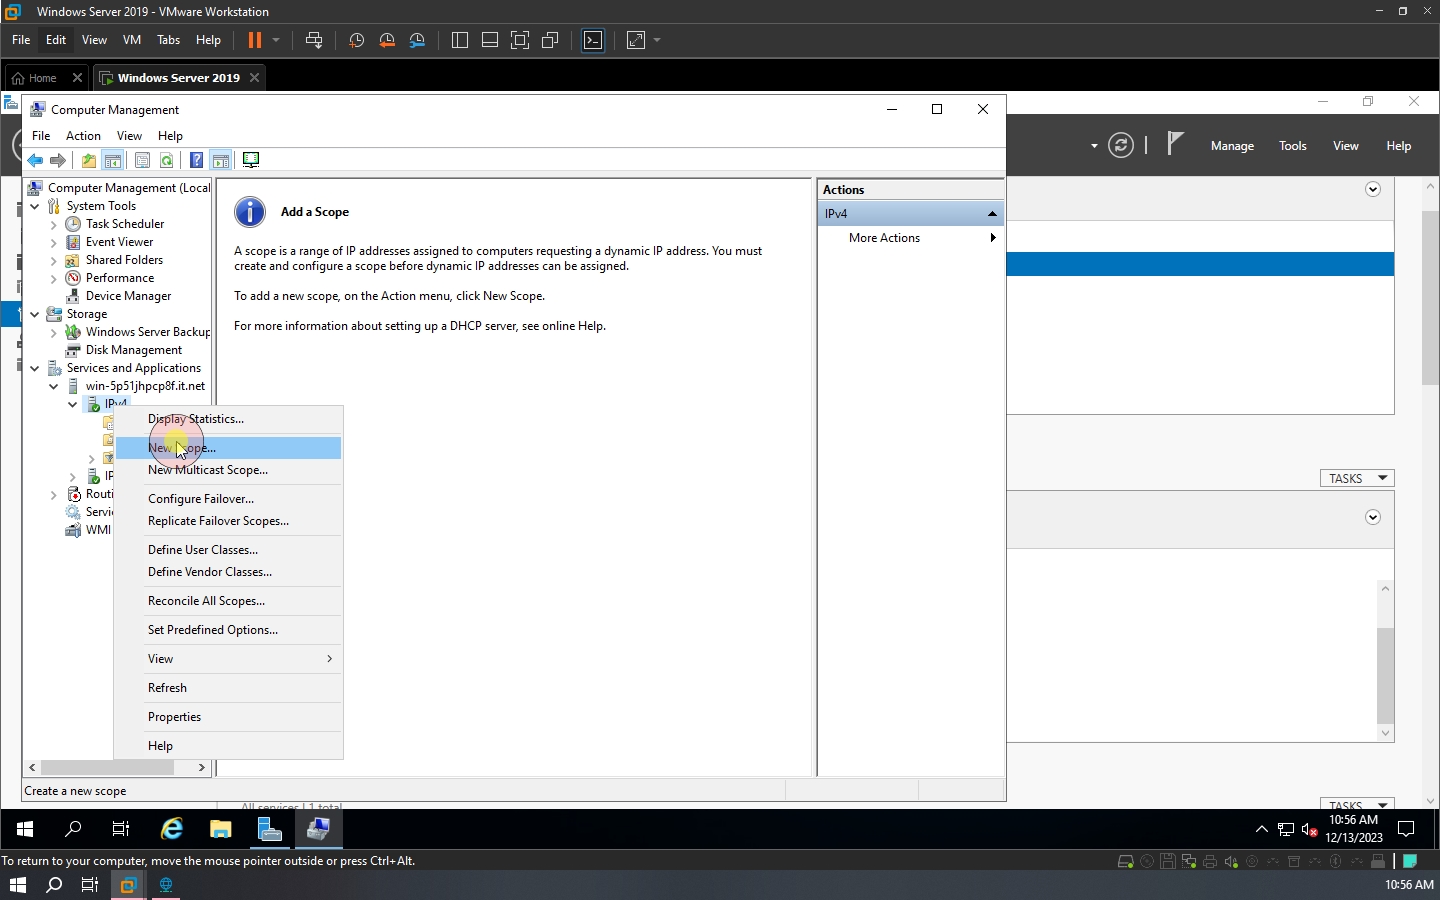 Windows Server 2019 - VMware Workstation
File Edit View VM Tabs Help
Home
Windows Server 2019
Computer Management
File Action View Help
Manage Tools View Help
Computer Management (Local
System Tools
Task Scheduler
Event Viewer
Shared Folders
Performance
Device Manager
Storage
Windows Server Backup
Disk Management
Services and Applications
win-5p51jhpcp8f.it.net
IPv4
Display Statistics...
New Scope...
New Multicast Scope...
Configure Failover...
Replicate Failover Scopes...
Define User Classes...
Define Vendor Classes...
Reconcile All Scopes...
Set Predefined Options...
View
Refresh
Properties
Help
IP
Routi
Servi
WMI
Add a Scope
A scope is a range of IP addresses assigned to computers requesting a dynamic IP address. You must
create and configure a scope before dynamic IP addresses can be assigned.
To add a new scope, on the Action menu, click New Scope.
For more information about setting up a DHCP server, see online Help.
Actions
IPv4
More Actions
TASKS
Create a new scope
All services | 1 total
TASKS
10:56 AM
12/13/2023
To return to your computer, move the mouse pointer outside or press Ctrl+Alt.
10:56 AM